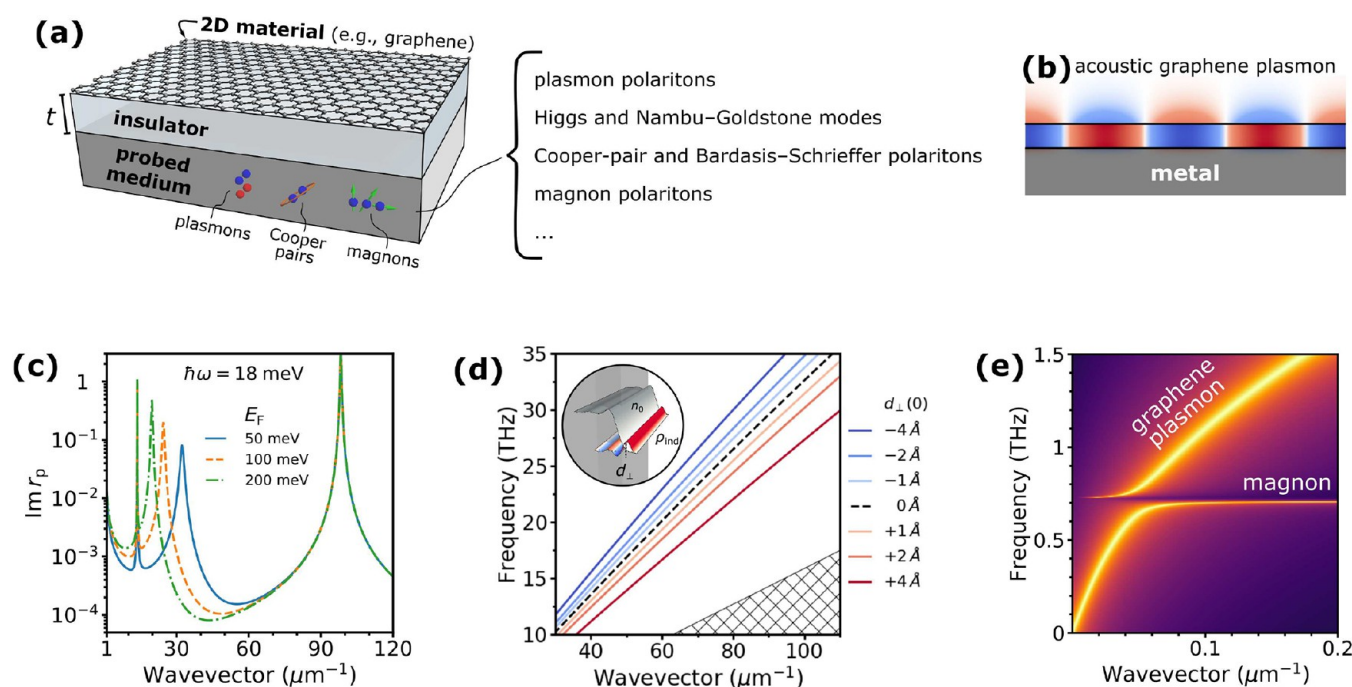 (a)
2D material (e.g., graphene)
t
insulator
probed
medium
plasmons
Cooper
pairs
magnons
plasmon polaritons
Higgs and Nambu–Goldstone modes
Cooper-pair and Bardasis–Schrieffer polaritons
magnon polaritons
...
(b)
acoustic graphene plasmon
metal
(c)
ħω = 18 meV
E_F
50 meV
100 meV
200 meV
Im r_p
1
10⁻¹
10⁻²
10⁻³
10⁻⁴
1 30 60 90 120
Wavevector (μm⁻¹)
(d)
n₀
ρ_ind
d_⊥
Frequency (THz)
35
30
25
20
15
10
40 60 80 100
Wavevector (μm⁻¹)
d_⊥(0)
−4 Å
−2 Å
−1 Å
0 Å
+1 Å
+2 Å
+4 Å
(e)
graphene
plasmon
magnon
Frequency (THz)
1.5
1
0.5
0
0.1 0.2
Wavevector (μm⁻¹)